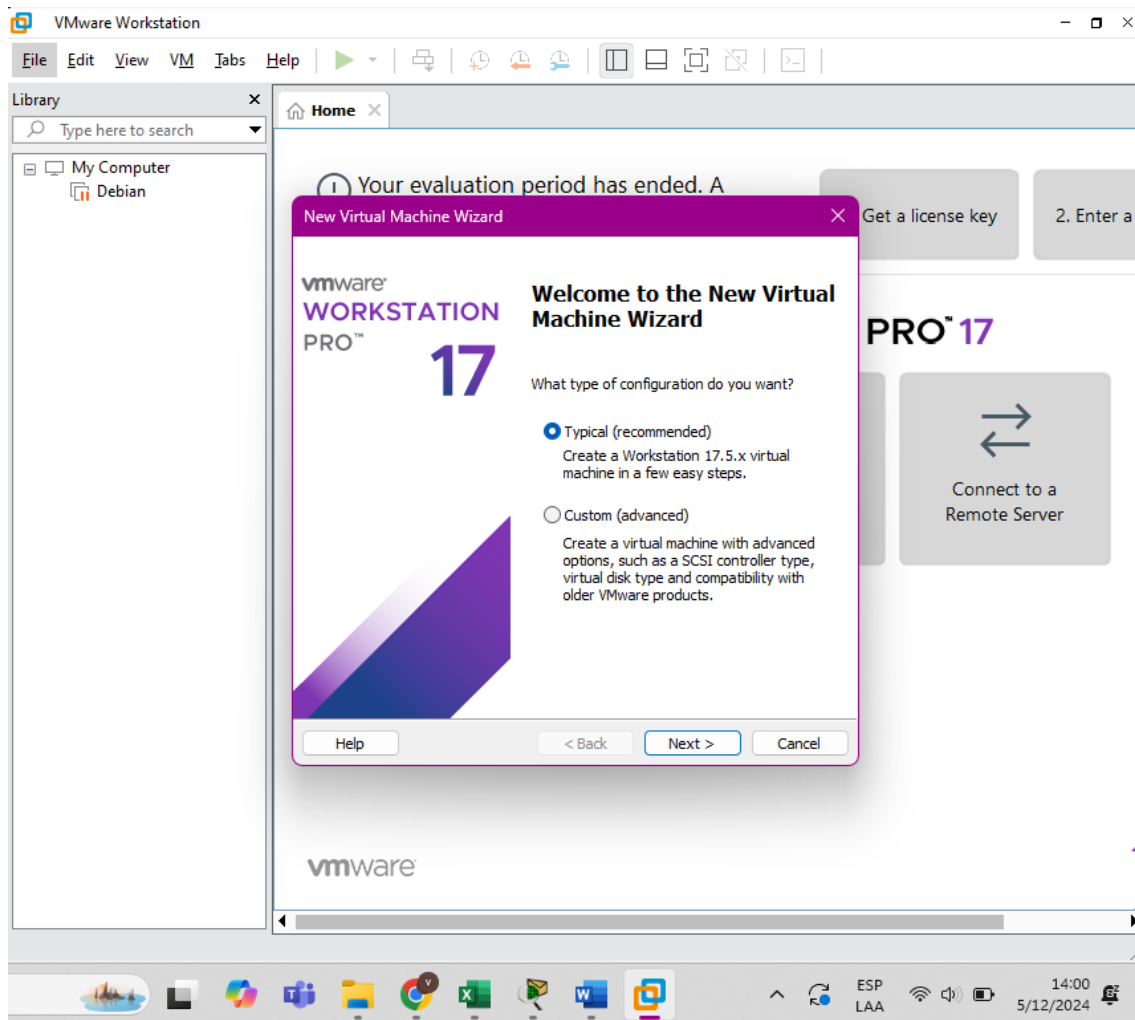 VMware Workstation
File Edit View VM Tabs Help
Library
Type here to search
My Computer
Debian
Home
Your evaluation period has ended. A
Get a license key
2. Enter a
PRO™ 17
Connect to a
Remote Server
New Virtual Machine Wizard
vmware®
WORKSTATION
PRO™
17
Welcome to the New Virtual
Machine Wizard
What type of configuration do you want?
Typical (recommended)
Create a Workstation 17.5.x virtual
machine in a few easy steps.
Custom (advanced)
Create a virtual machine with advanced
options, such as a SCSI controller type,
virtual disk type and compatibility with
older VMware products.
Help
< Back
Next >
Cancel
vmware
ESP
LAA
14:00
5/12/2024